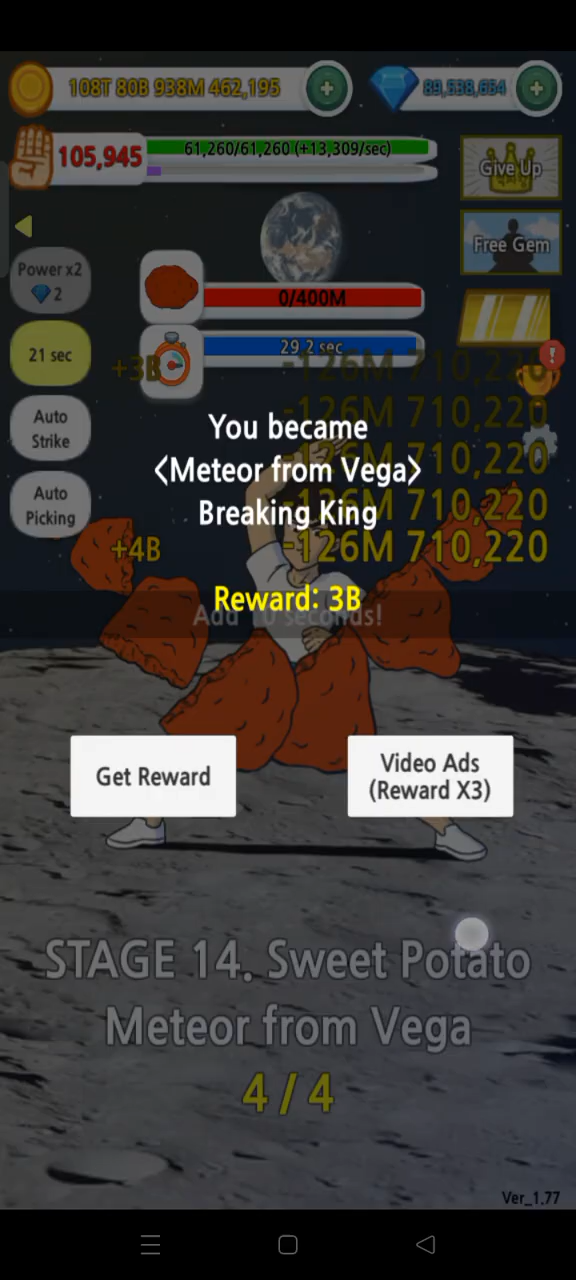 108T 80B 938M 462,195
105,945
61,260/61,260 (+13,309/sec)
Give Up
Power x2
2
Free Gem
0/400M
21 sec
29.2 sec
+3B
-126M 710,220
-126M 710,220
Auto
Strike
You became
<Meteor from Vega>
Breaking King
-126M 710,220
-126M 710,220
Auto
Picking
+4B
-126M 710,220
Reward: 3B
Add 10 seconds!
Get Reward
Video Ads
(Reward X3)
STAGE 14. Sweet Potato
Meteor from Vega
4 / 4
Ver_1.77